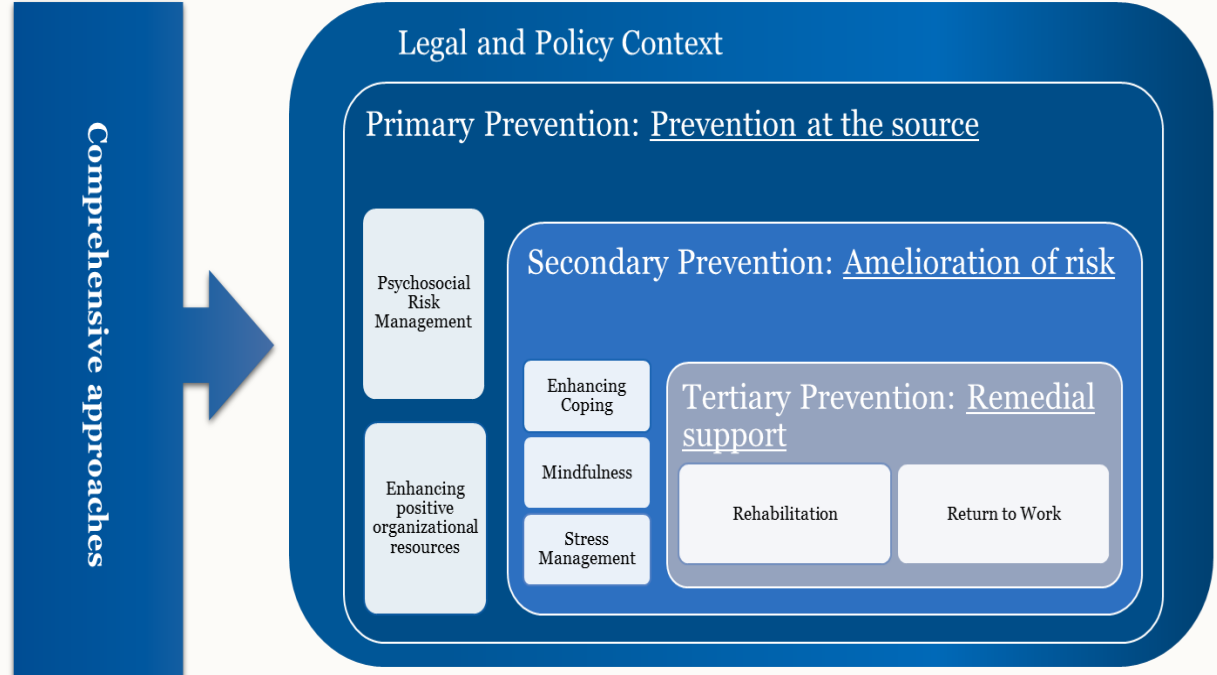 Comprehensive approaches
Legal and Policy Context
Primary Prevention: Prevention at the source
Psychosocial
Risk
Management
Enhancing
positive
organizational
resources
Secondary Prevention: Amelioration of risk
Enhancing
Coping
Mindfulness
Stress
Management
Tertiary Prevention: Remedial
support
Rehabilitation
Return to Work